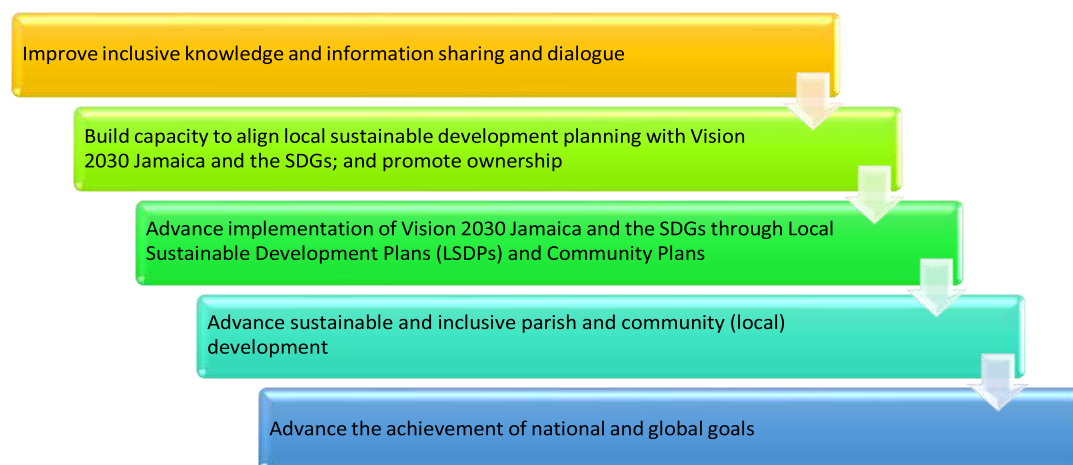 Improve inclusive knowledge and information sharing and dialogue
Build capacity to align local sustainable development planning with Vision
2030 Jamaica and the SDGs; and promote ownership
Advance implementation of Vision 2030 Jamaica and the SDGs through Local
Sustainable Development Plans (LSDPs) and Community Plans
Advance sustainable and inclusive parish and community (local)
development
Advance the achievement of national and global goals